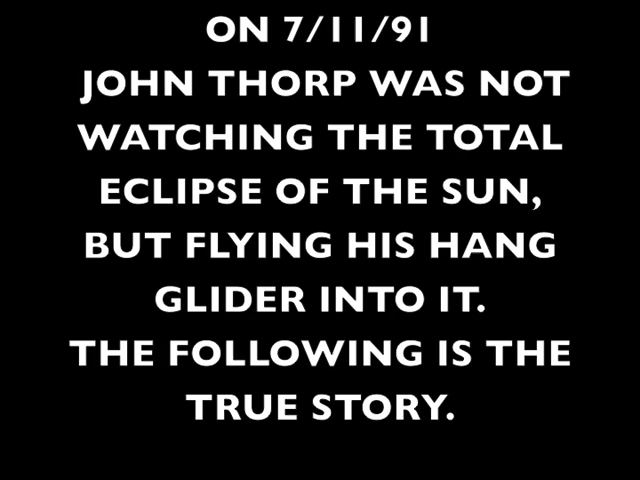 ON 7/11/91
JOHN THORP WAS NOT
WATCHING THE TOTAL
ECLIPSE OF THE SUN,
BUT FLYING HIS HANG
GLIDER INTO IT.
THE FOLLOWING IS THE
TRUE STORY.